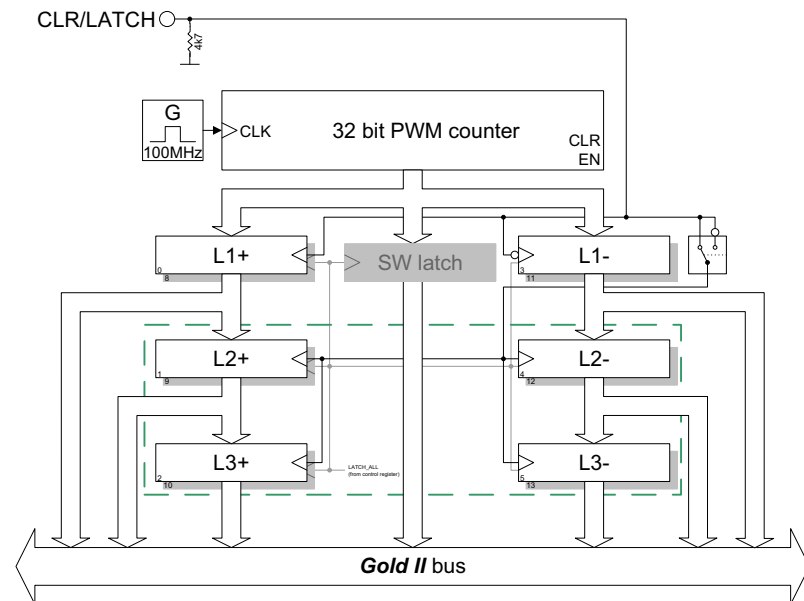 CLR/LATCH
4k7
G
100MHz
CLK
32 bit PWM counter
CLR
EN
L1+
0
8
SW latch
L1-
3
11
L2+
1
9
L2-
4
12
L3+
2
10
LATCH_ALL
(from control register)
L3-
5
13
Gold II bus